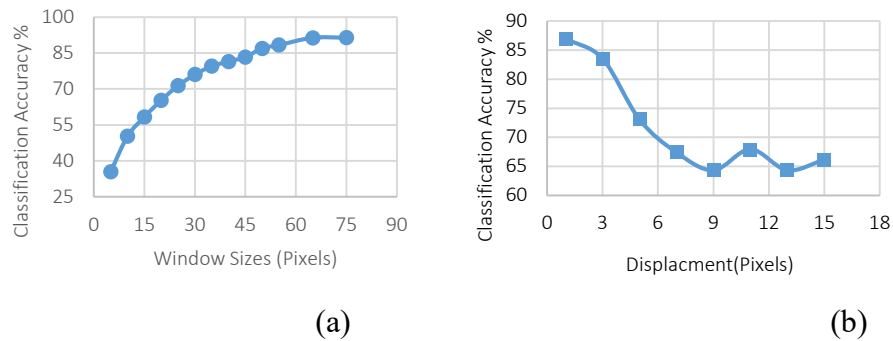 Classification Accuracy %
100
85
70
55
40
25
0 15 30 45 60 75 90
Window Sizes (Pixels)
(a)
Classification Accuracy %
90
85
80
75
70
65
60
0 3 6 9 12 15 18
Displacment(Pixels)
(b)